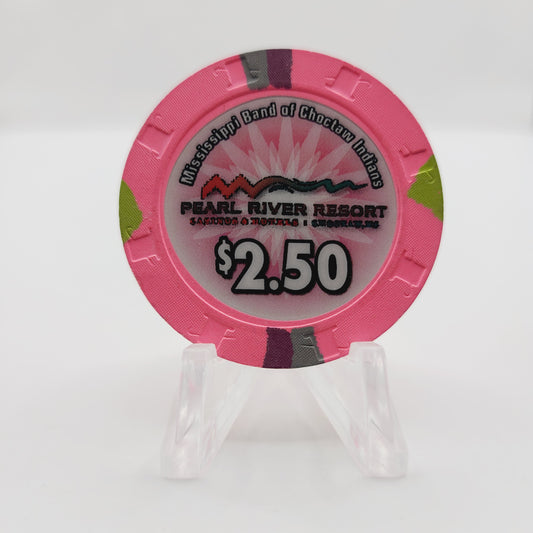 Mississippi Band of Choctaw Indians
PEARL RIVER RESORT
$2.50